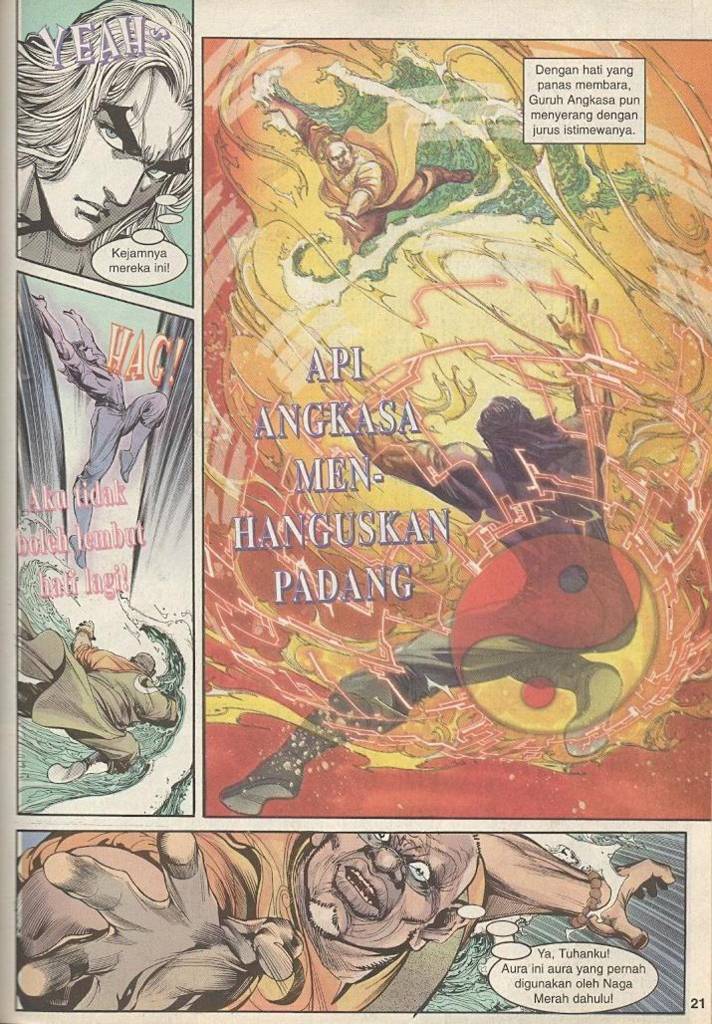 YEAH~
Kejamnya
mereka ini!
HAG!
Aku tidak
boleh lembut
hati lagi!
Dengan hati yang
panas membara,
Guruh Angkasa pun
menyerang dengan
jurus istimewanya.
API
ANGKASA
MEN-
HANGUSKAN
PADANG
Ya, Tuhanku!
Aura ini aura yang pernah
digunakan oleh Naga
Merah dahulu!
21